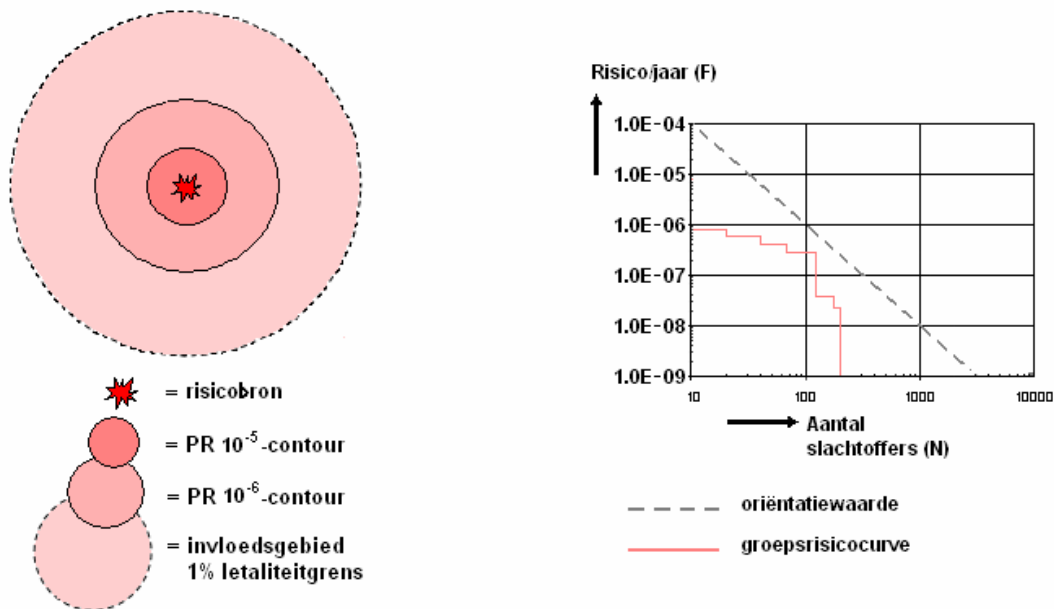 = risicobron
= PR 10⁻⁵-contour
= PR 10⁻⁶-contour
= invloedsgebied
1% letaliteitgrens
Risico/jaar (F)
1.0E-04
1.0E-05
1.0E-06
1.0E-07
1.0E-08
1.0E-09
10 100 1000 10000
Aantal
slachtoffers (N)
oriëntatiewaarde
groepsrisicocurve